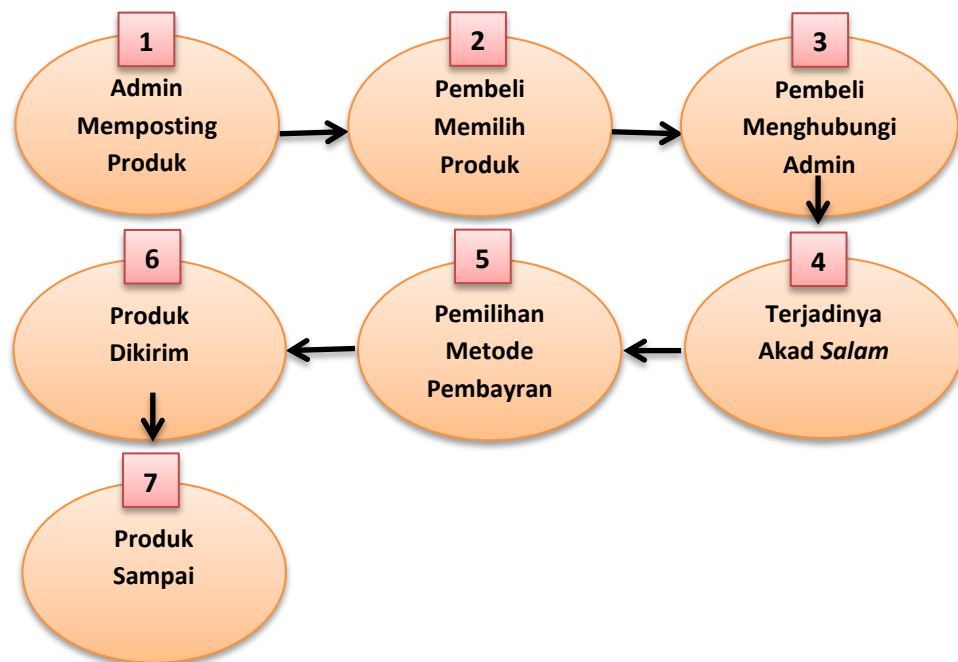 1
Admin
Memposting
Produk
2
Pembeli
Memilih
Produk
3
Pembeli
Menghubungi
Admin
4
Terjadinya
Akad Salam
5
Pemilihan
Metode
Pembayran
6
Produk
Dikirim
7
Produk
Sampai